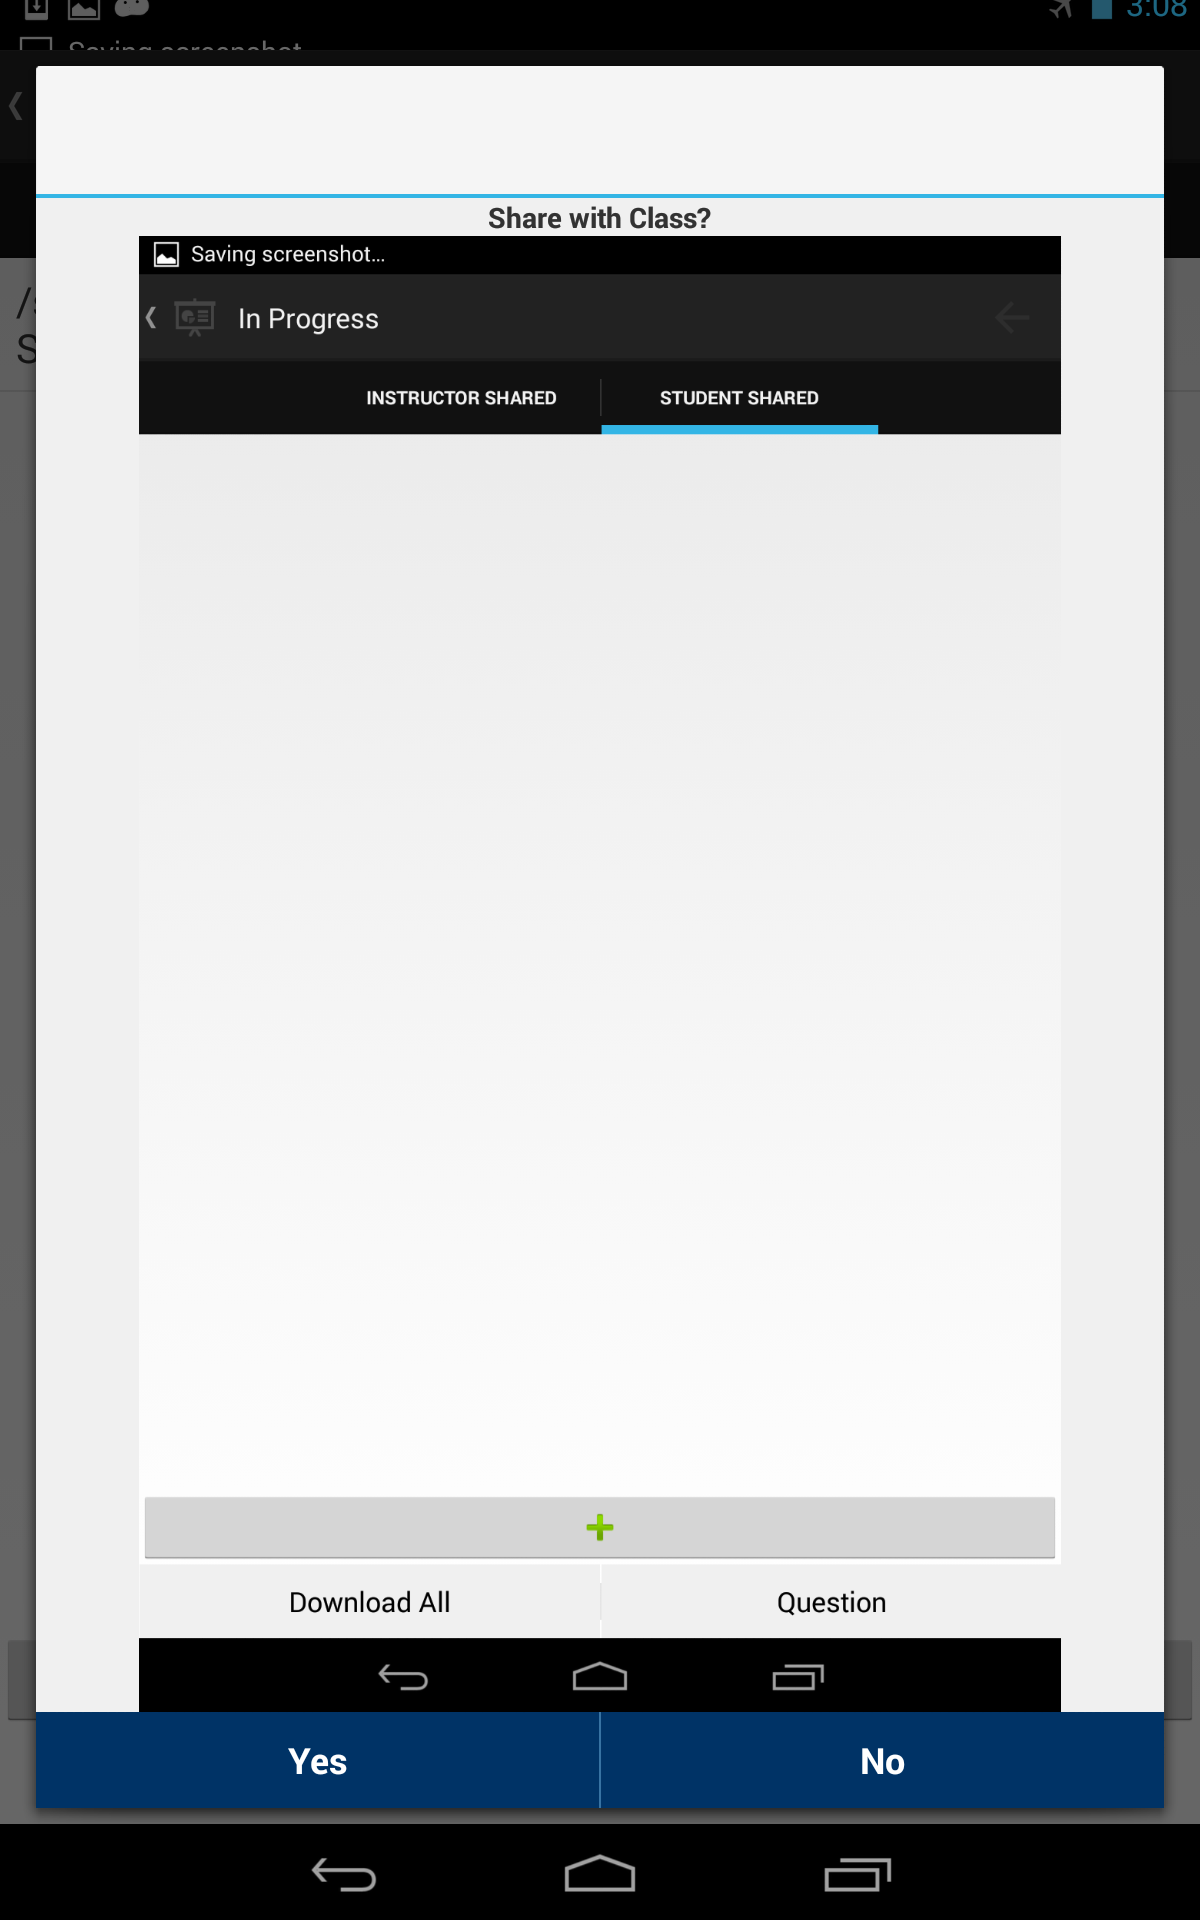 3:08
Saving screenshot
/s
S
Share with Class?
Saving screenshot...
In Progress
INSTRUCTOR SHARED
STUDENT SHARED
Download All
Question
Yes
No